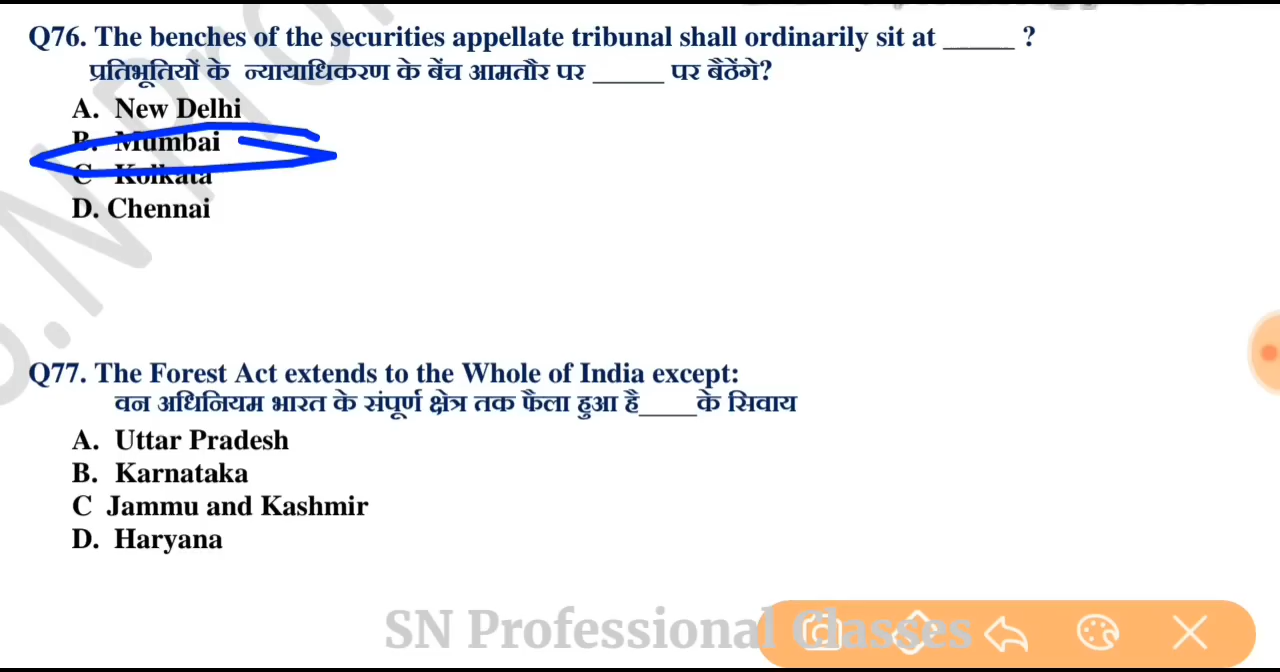 Q76. The benches of the securities appellate tribunal shall ordinarily sit at _____ ?
प्रतिभूतियों के न्यायाधिकरण के बेंच आमतौर पर _____ पर बैठेंगे?
A. New Delhi
B. Mumbai
C Kolkata
D. Chennai
Q77. The Forest Act extends to the Whole of India except:
वन अधिनियम भारत के संपूर्ण क्षेत्र तक फैला हुआ है____के सिवाय
A. Uttar Pradesh
B. Karnataka
C Jammu and Kashmir
D. Haryana
SN Professional Classes